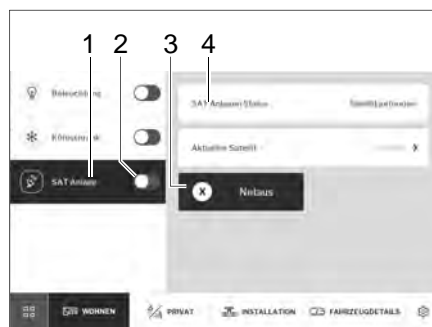 1 2 3 4
Beleuchtung
SAT Anlagen Status
Kühlschrank
Aktueller Satellit
SAT Anlage
X Notaus
WOHNEN PRIVAT INSTALLATION FAHRZEUGDETAILS